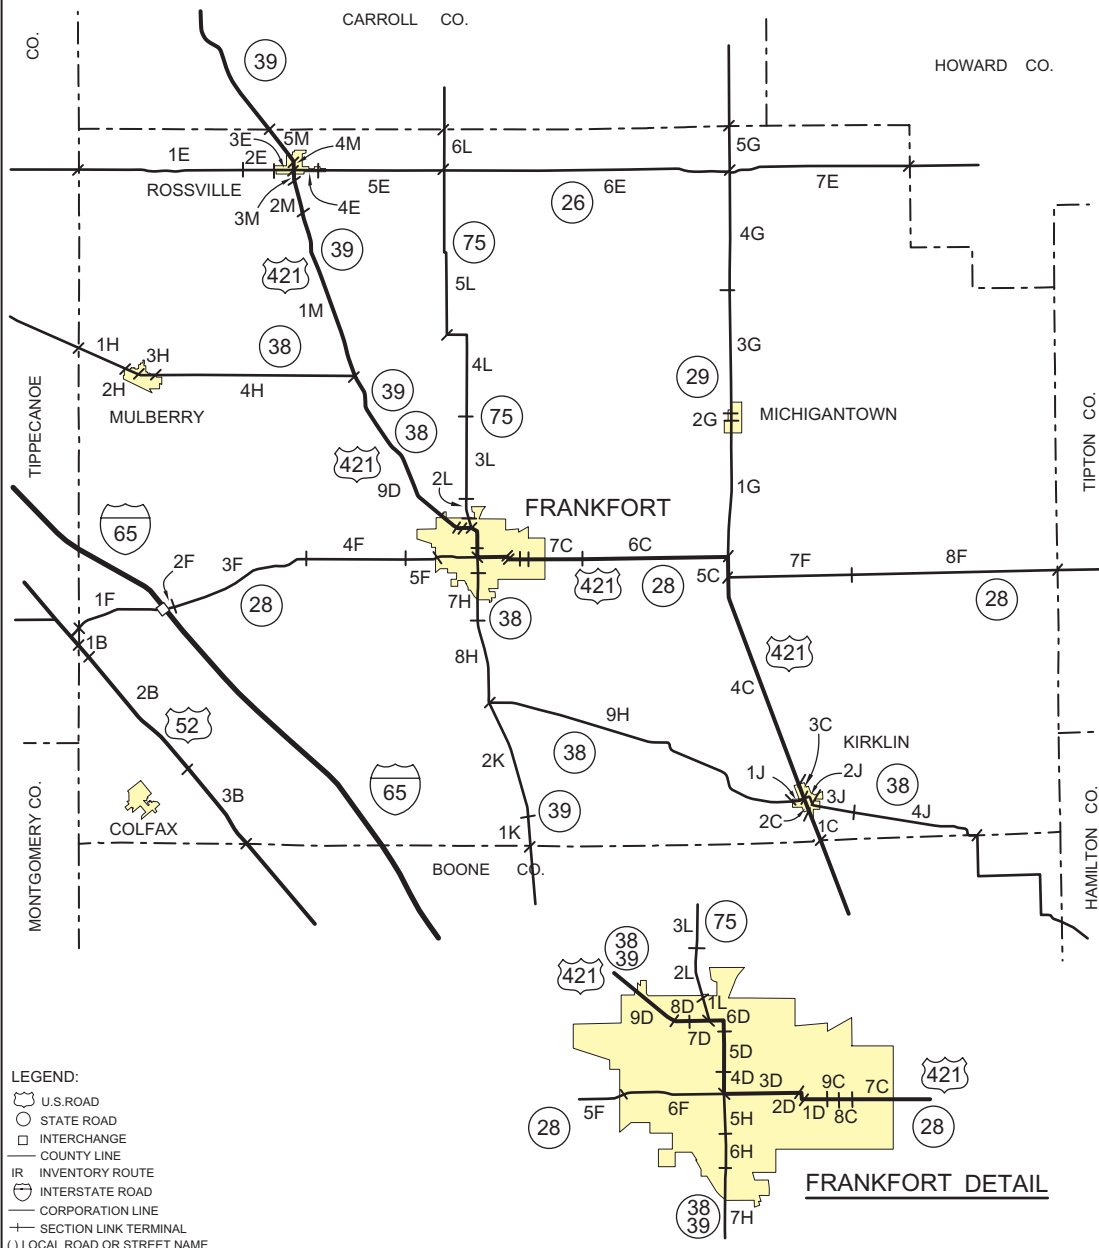 CARROLL CO.
CO.
39
HOWARD CO.
3E
5M
4M
6L
5G
1E
2E
5E
6E
7E
ROSSVILLE
3M
2M
4E
26
39
75
4G
421
5L
1M
1H
3H
38
4L
3G
2H
4H
39
29
TIPPECANOE
MULBERRY
38
75
2G
MICHIGANTOWN
TIPTON CO.
421
3L
9D
2L
1G
FRANKFORT
65
2F
3F
4F
7C
6C
7F
8F
5F
421
28
5C
28
1F
28
7H
38
1B
8H
421
2B
4C
52
9H
3C
KIRKLIN
2K
38
1J
2J
38
65
3J
3B
39
4J
COLFAX
2C
1C
1K
MONTGOMERY CO.
BOONE CO.
HAMILTON CO.
3L
75
38
39
421
2L
8D
1L
9D
6D
7D
5D
4D
3D
9C
7C
421
5F
6F
2D
1D
8C
28
5H
28
6H
FRANKFORT DETAIL
38
39
7H
LEGEND:
U.S.ROAD
STATE ROAD
INTERCHANGE
COUNTY LINE
IR INVENTORY ROUTE
INTERSTATE ROAD
CORPORATION LINE
SECTION LINK TERMINAL
( ) LOCAL ROAD OR STREET NAME